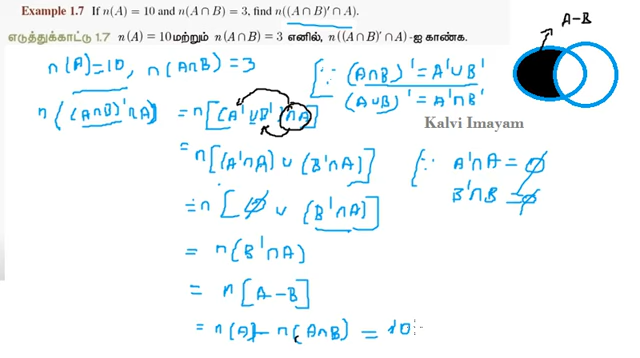 Example 1.7 If n(A) = 10 and n(A ∩ B) = 3, find n((A ∩ B)′ ∩ A).
எடுத்துக்காட்டு 1.7 n(A) = 10 மற்றும் n(A ∩ B) = 3 எனில், n((A ∩ B)′ ∩ A)-ஐ காண்க.
A-B
n(A)=10, n(A∩B)=3
[∵ (A∩B)' = A'∪B'
(A∪B)' = A'∩B'
Kalvi Imayam
n((A∩B)'∩A) = n[(A'∪B')∩A]
= n[(A'∩A) ∪ (B'∩A)]
[∵ A'∩A = ∅
B'∩B = ∅
= n[∅ ∪ (B'∩A)]
= n(B'∩A)
= n[A-B]
= n(A) - n(A∩B) = 10